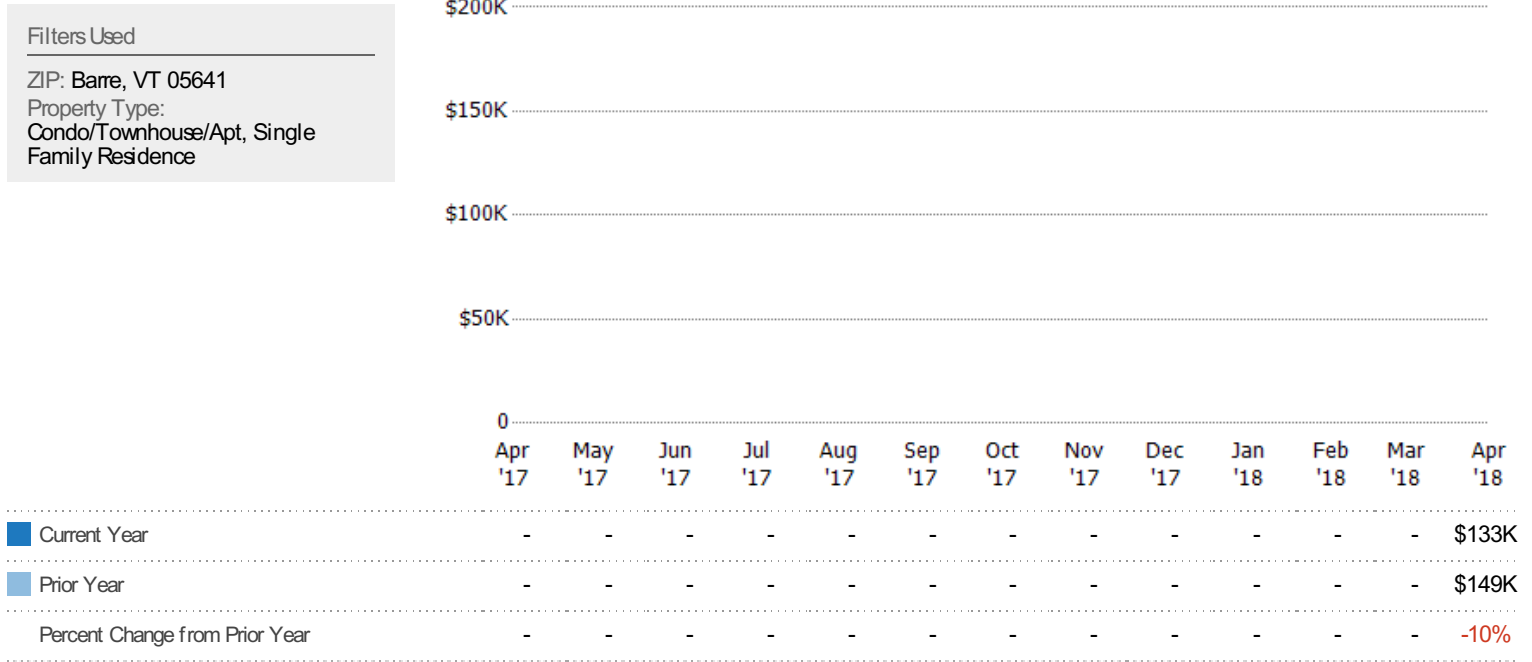 Filters Used
ZIP: Barre, VT 05641
Property Type:
Condo/Townhouse/Apt, Single
Family Residence
$200K
$150K
$100K
$50K
0
Apr May Jun Jul Aug Sep Oct Nov Dec Jan Feb Mar Apr
'17 '17 '17 '17 '17 '17 '17 '17 '17 '18 '18 '18 '18
Current Year - - - - - - - - - - - - $133K
Prior Year - - - - - - - - - - - - $149K
Percent Change from Prior Year - - - - - - - - - - - - -10%